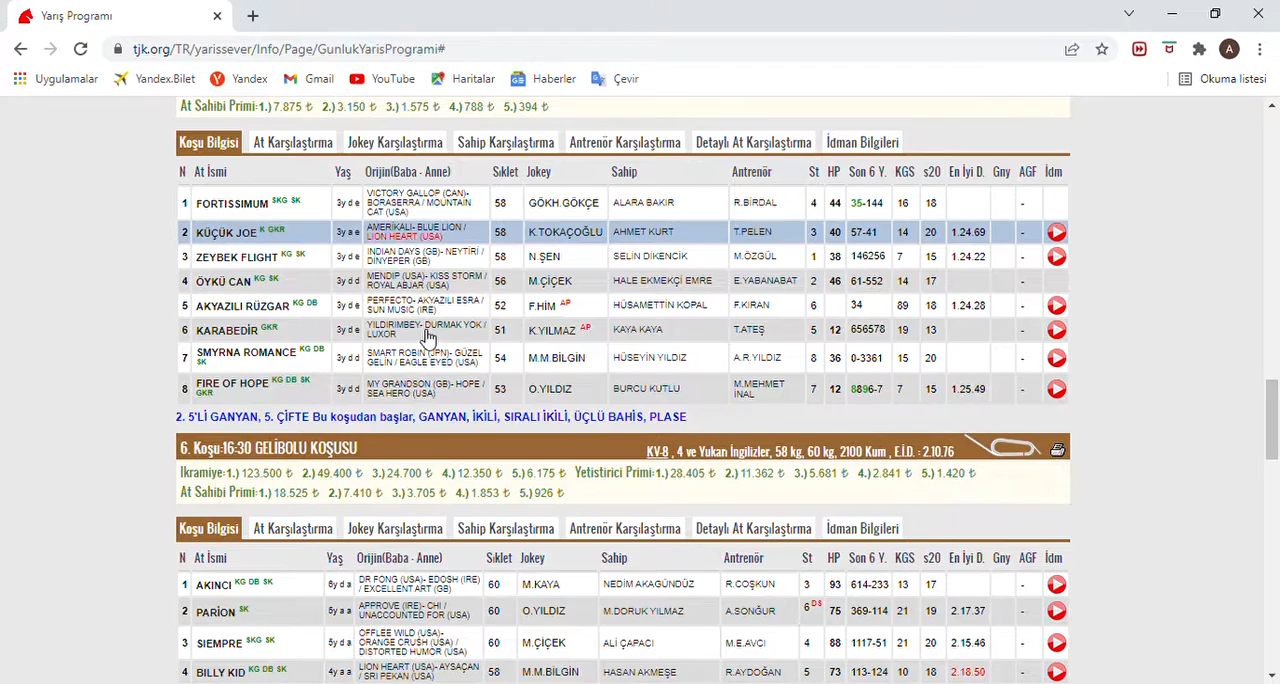 Yarış Programı
tjk.org/TR/yarissever/Info/Page/GunlukYarisProgrami#
A
Uygulamalar Yandex.Bilet Yandex Gmail YouTube Haritalar Haberler Çevir Okuma listesi
At Sahibi Primi:1.) 7.875 ₺ 2.) 3.150 ₺ 3.) 1.575 ₺ 4.) 788 ₺ 5.) 394 ₺
Koşu Bilgisi At Karşılaştırma Jokey Karşılaştırma Sahip Karşılaştırma Antrenör Karşılaştırma Detaylı At Karşılaştırma İdman Bilgileri
N At İsmi Yaş Orijin(Baba - Anne) Sıklet Jokey Sahip Antrenör St HP Son 6 Y. KGS s20 En İyi D. Gny AGF İdm
1 FORTISSIMUM SKG SK 3y d e VICTORY GALLOP (CAN)- BORASERRA / MOUNTAIN CAT (USA) 58 GÖKH.GÖKÇE ALARA BAKIR R.BİRDAL 4 44 35-144 16 18 -
2 KÜÇÜK JOE K GKR 3y a e AMERİKALI- BLUE LION / LION HEART (USA) 58 K.TOKAÇOĞLU AHMET KURT T.PELEN 3 40 57-41 14 20 1.24.69 -
3 ZEYBEK FLIGHT KG SK 3y d e INDIAN DAYS (GB)- NEYTİRİ / DINYEPER (GB) 58 N.ŞEN SELİN DİKENCİK M.ÖZGÜL 1 38 146256 7 15 1.24.22 -
4 ÖYKÜ CAN KG SK 3y d d MENDIP (USA)- KISS STORM / ROYAL ABJAR (USA) 56 M.ÇİÇEK HALE EKMEKÇİ EMRE E.YABANABAT 2 46 61-552 14 17 -
5 AKYAZILI RÜZGAR KG DB 3y d e PERFECTO- AKYAZILI ESRA / SUN MUSIC (IRE) 52 F.HİM AP HÜSAMETTİN KOPAL F.KIRAN 6 34 89 18 1.24.28 -
6 KARABEDİR GKR 3y d e YILDIRIMBEY- DURMAK YOK / LUXOR 51 K.YILMAZ AP KAYA KAYA T.ATEŞ 5 12 656578 19 13 -
7 SMYRNA ROMANCE KG DB SK 3y d d SMART ROBIN (JPN)- GÜZEL GELİN / EAGLE EYED (USA) 54 M.M.BİLGİN HÜSEYİN YILDIZ A.R.YILDIZ 8 36 0-3361 15 20 -
8 FIRE OF HOPE KG DB SK GKR 3y d d MY GRANDSON (GB)- HOPE / SEA HERO (USA) 53 O.YILDIZ BURCU KUTLU M.MEHMET İNAL 7 12 8896-7 7 15 1.25.49 -
2. 5'Lİ GANYAN, 5. ÇİFTE Bu koşudan başlar, GANYAN, İKİLİ, SIRALI İKİLİ, ÜÇLÜ BAHİS, PLASE
6. Koşu:16:30 GELİBOLU KOŞUSU KV-8 , 4 ve Yukarı İngilizler, 58 kg, 60 kg, 2100 Kum , E.İ.D. : 2.10.76
Ikramiye:1.) 123.500 ₺ 2.) 49.400 ₺ 3.) 24.700 ₺ 4.) 12.350 ₺ 5.) 6.175 ₺ Yetistirici Primi:1.) 28.405 ₺ 2.) 11.362 ₺ 3.) 5.681 ₺ 4.) 2.841 ₺ 5.) 1.420 ₺
At Sahibi Primi:1.) 18.525 ₺ 2.) 7.410 ₺ 3.) 3.705 ₺ 4.) 1.853 ₺ 5.) 926 ₺
Koşu Bilgisi At Karşılaştırma Jokey Karşılaştırma Sahip Karşılaştırma Antrenör Karşılaştırma Detaylı At Karşılaştırma İdman Bilgileri
N At İsmi Yaş Orijin(Baba - Anne) Sıklet Jokey Sahip Antrenör St HP Son 6 Y. KGS s20 En İyi D. Gny AGF İdm
1 AKINCI KG DB SK 6y d a DR FONG (USA)- EDOSH (IRE) / EXCELLENT ART (GB) 60 M.KAYA NEDİM AKAGÜNDÜZ R.COŞKUN 3 93 614-233 13 17 -
2 PARİON SK 5y a a APPROVE (IRE)- CHI / UNACCOUNTED FOR (USA) 60 O.YILDIZ M.DORUK YILMAZ A.SONĞUR 6 DS 75 369-114 21 19 2.17.37 -
3 SIEMPRE SKG SK 5y d a OFFLEE WILD (USA)- ORANGE CRUSH (USA) / DISTORTED HUMOR (USA) 60 M.ÇİÇEK ALİ ÇAPACI M.E.AVCI 4 88 1117-51 21 20 2.15.46 -
4 BILLY KID KG DB SK 4y a a LION HEART (USA)- AYSAÇAN / SRI PEKAN (USA) 58 M.M.BİLGİN HASAN AKMEŞE R.AYDOĞAN 5 73 113-124 10 18 2.18.50 -